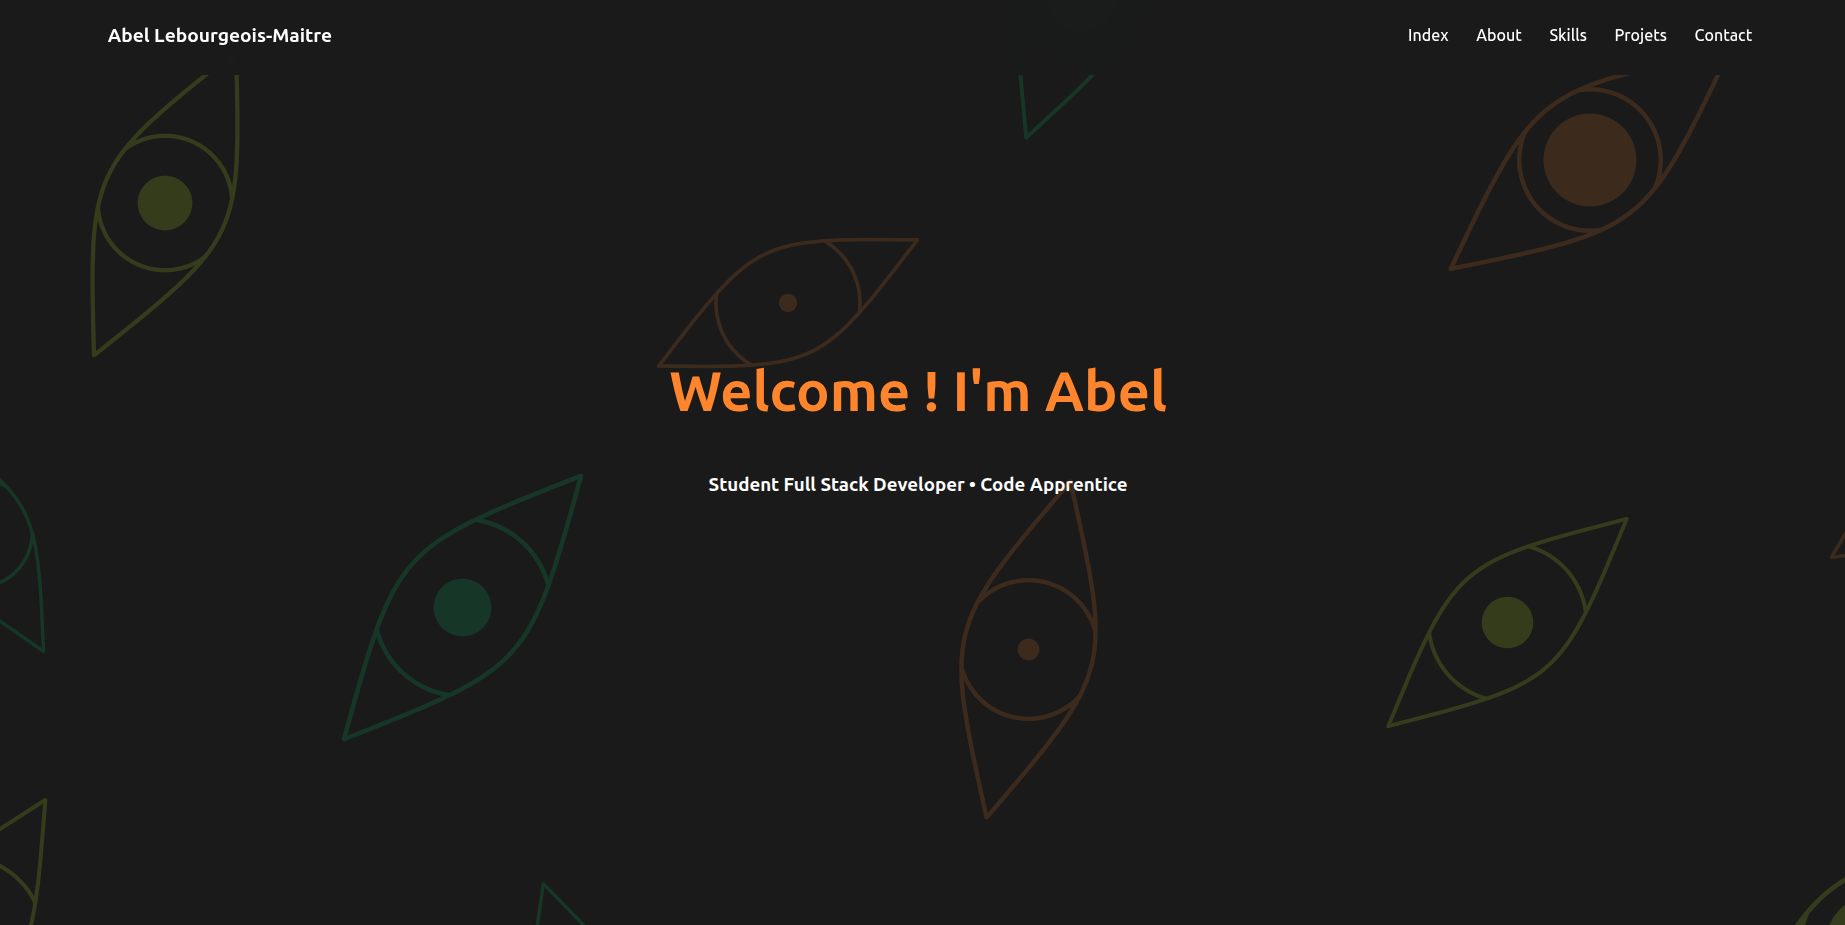 Abel Lebourgeois-Maitre
Index About Skills Projets Contact
Welcome ! I'm Abel
Student Full Stack Developer • Code Apprentice